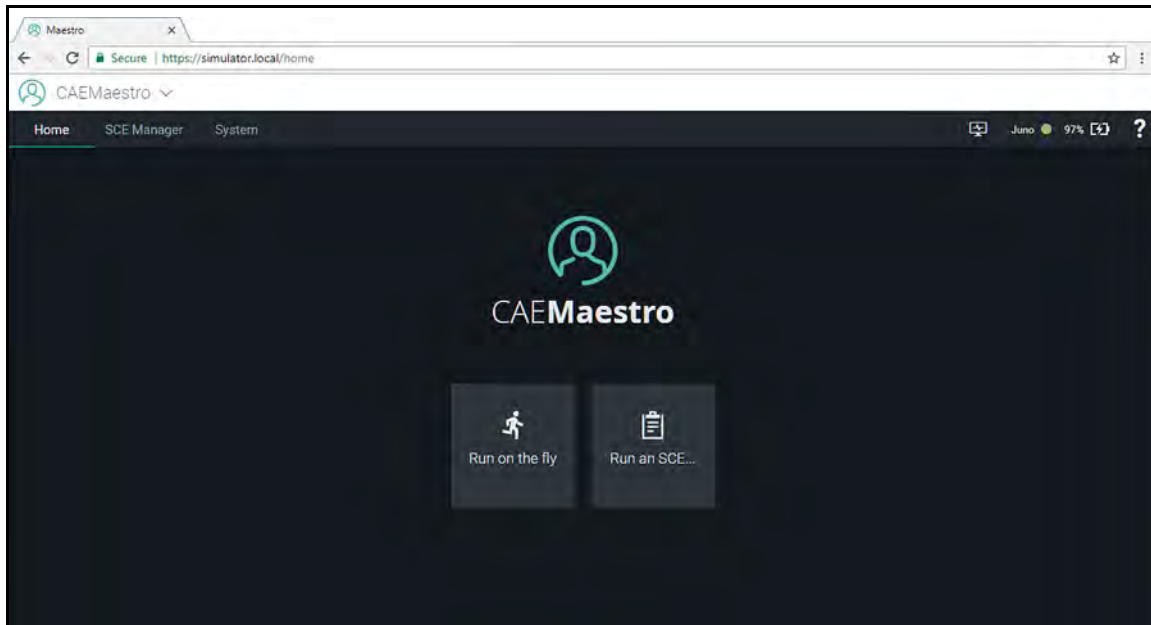 Maestro
Secure | https://simulator.local/home
CAEMaestro
Home SCE Manager System Juno 97% ?
CAEMaestro
Run on the fly Run an SCE...